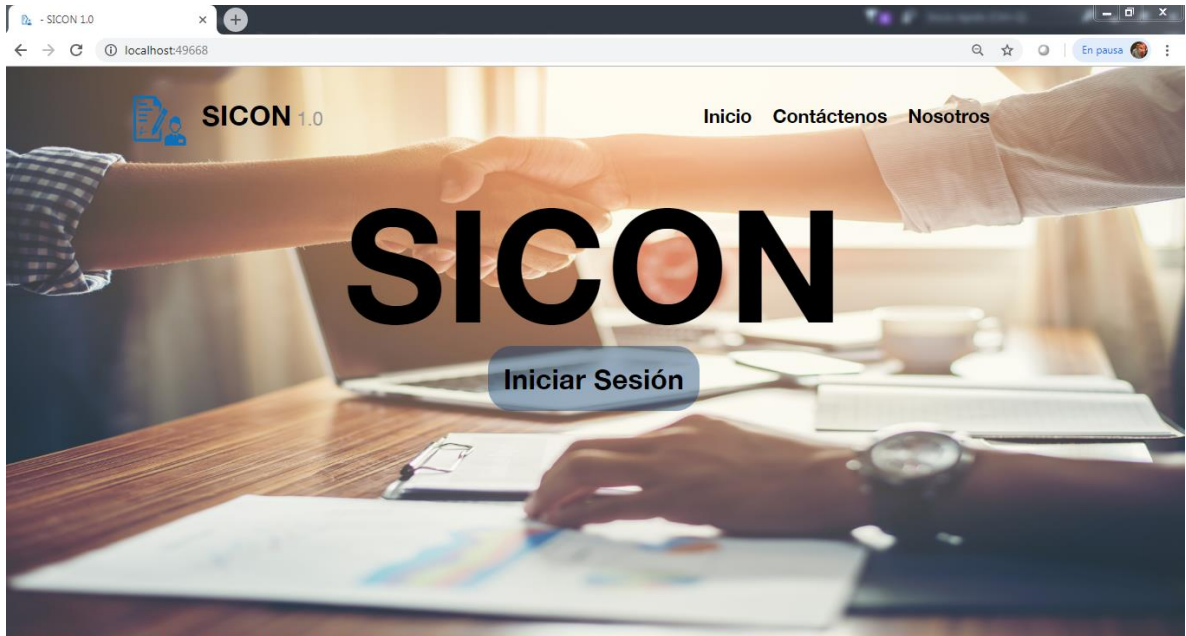 - SICON 1.0
localhost:49668
En pausa
SICON 1.0
Inicio Contáctenos Nosotros
SICON
Iniciar Sesión